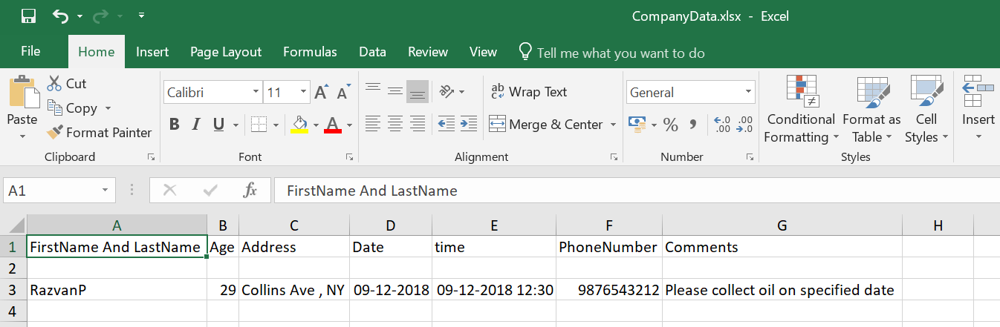 CompanyData.xlsx - Excel
File Home Insert Page Layout Formulas Data Review View Tell me what you want to do
Paste
Cut
Copy
Format Painter
Clipboard
Calibri 11 A A
B I U A
Font
ab Wrap Text
Merge & Center
Alignment
General
% , .0 .00 .00 .0
Number
Conditional Formatting
Format as Table
Cell Styles
Styles
Insert
A1 fx FirstName And LastName
A B C D E F G H
1 FirstName And LastName Age Address Date time PhoneNumber Comments
2
3 RazvanP 29 Collins Ave , NY 09-12-2018 09-12-2018 12:30 9876543212 Please collect oil on specified date
4